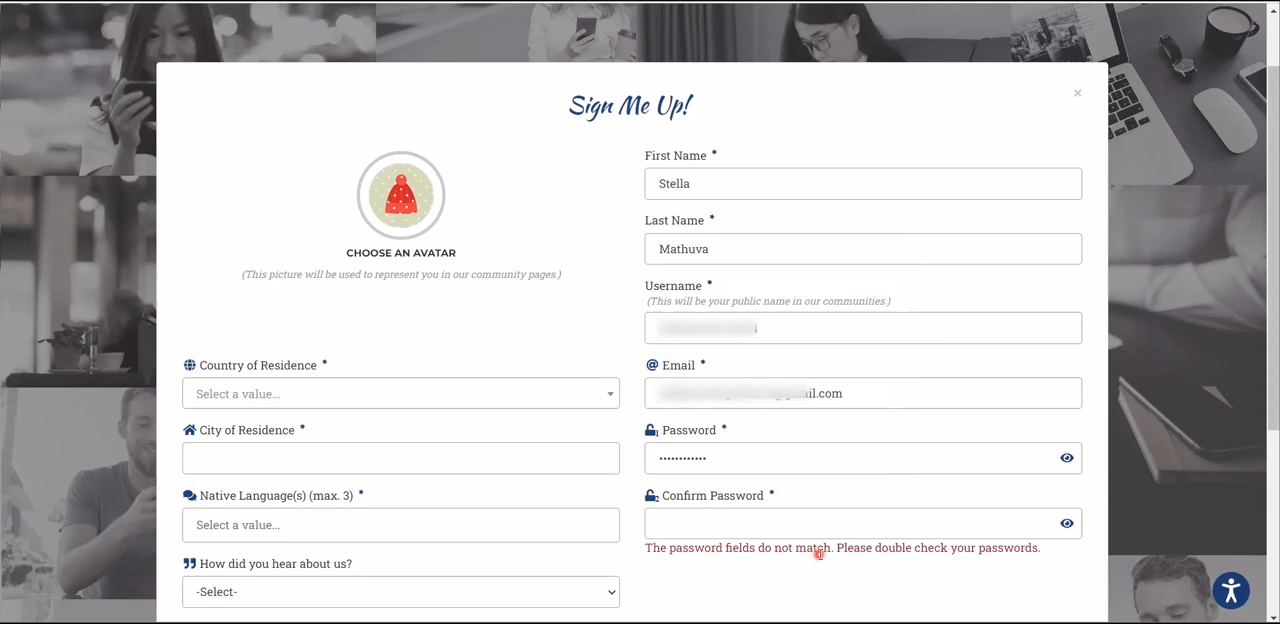 Sign Me Up!
×
CHOOSE AN AVATAR
(This picture will be used to represent you in our community pages.)
First Name *
Stella
Last Name *
Mathuva
Username *
(This will be your public name in our communities.)
Country of Residence *
Select a value...
City of Residence *
Native Language(s) (max. 3) *
Select a value...
How did you hear about us?
-Select-
Email *
@gmail.com
Password *
••••••••••••
Confirm Password *
The password fields do not match. Please double check your passwords.